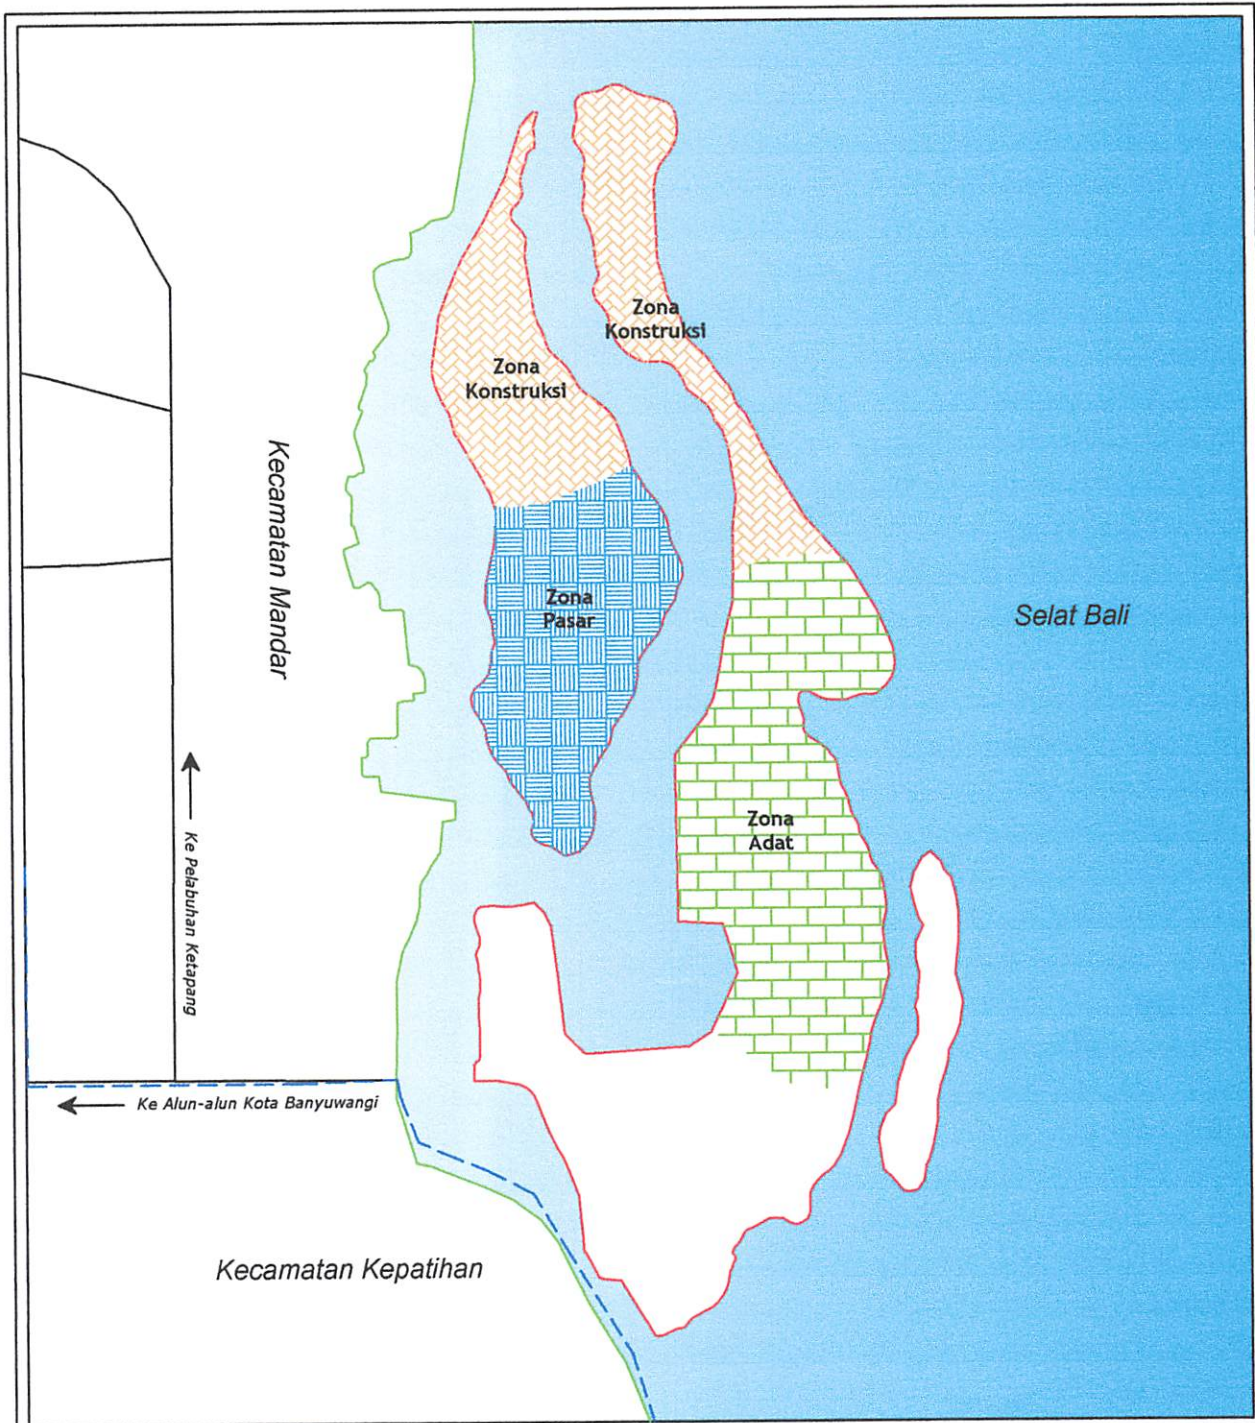 Zona
Konstruksi
Zona
Konstruksi
Kecamatan Mandar
Zona
Pasar
Selat Bali
Zona
Adat
Ke Pelabuhan Ketapang
Ke Alun-alun Kota Banyuwangi
Kecamatan Kepatihan